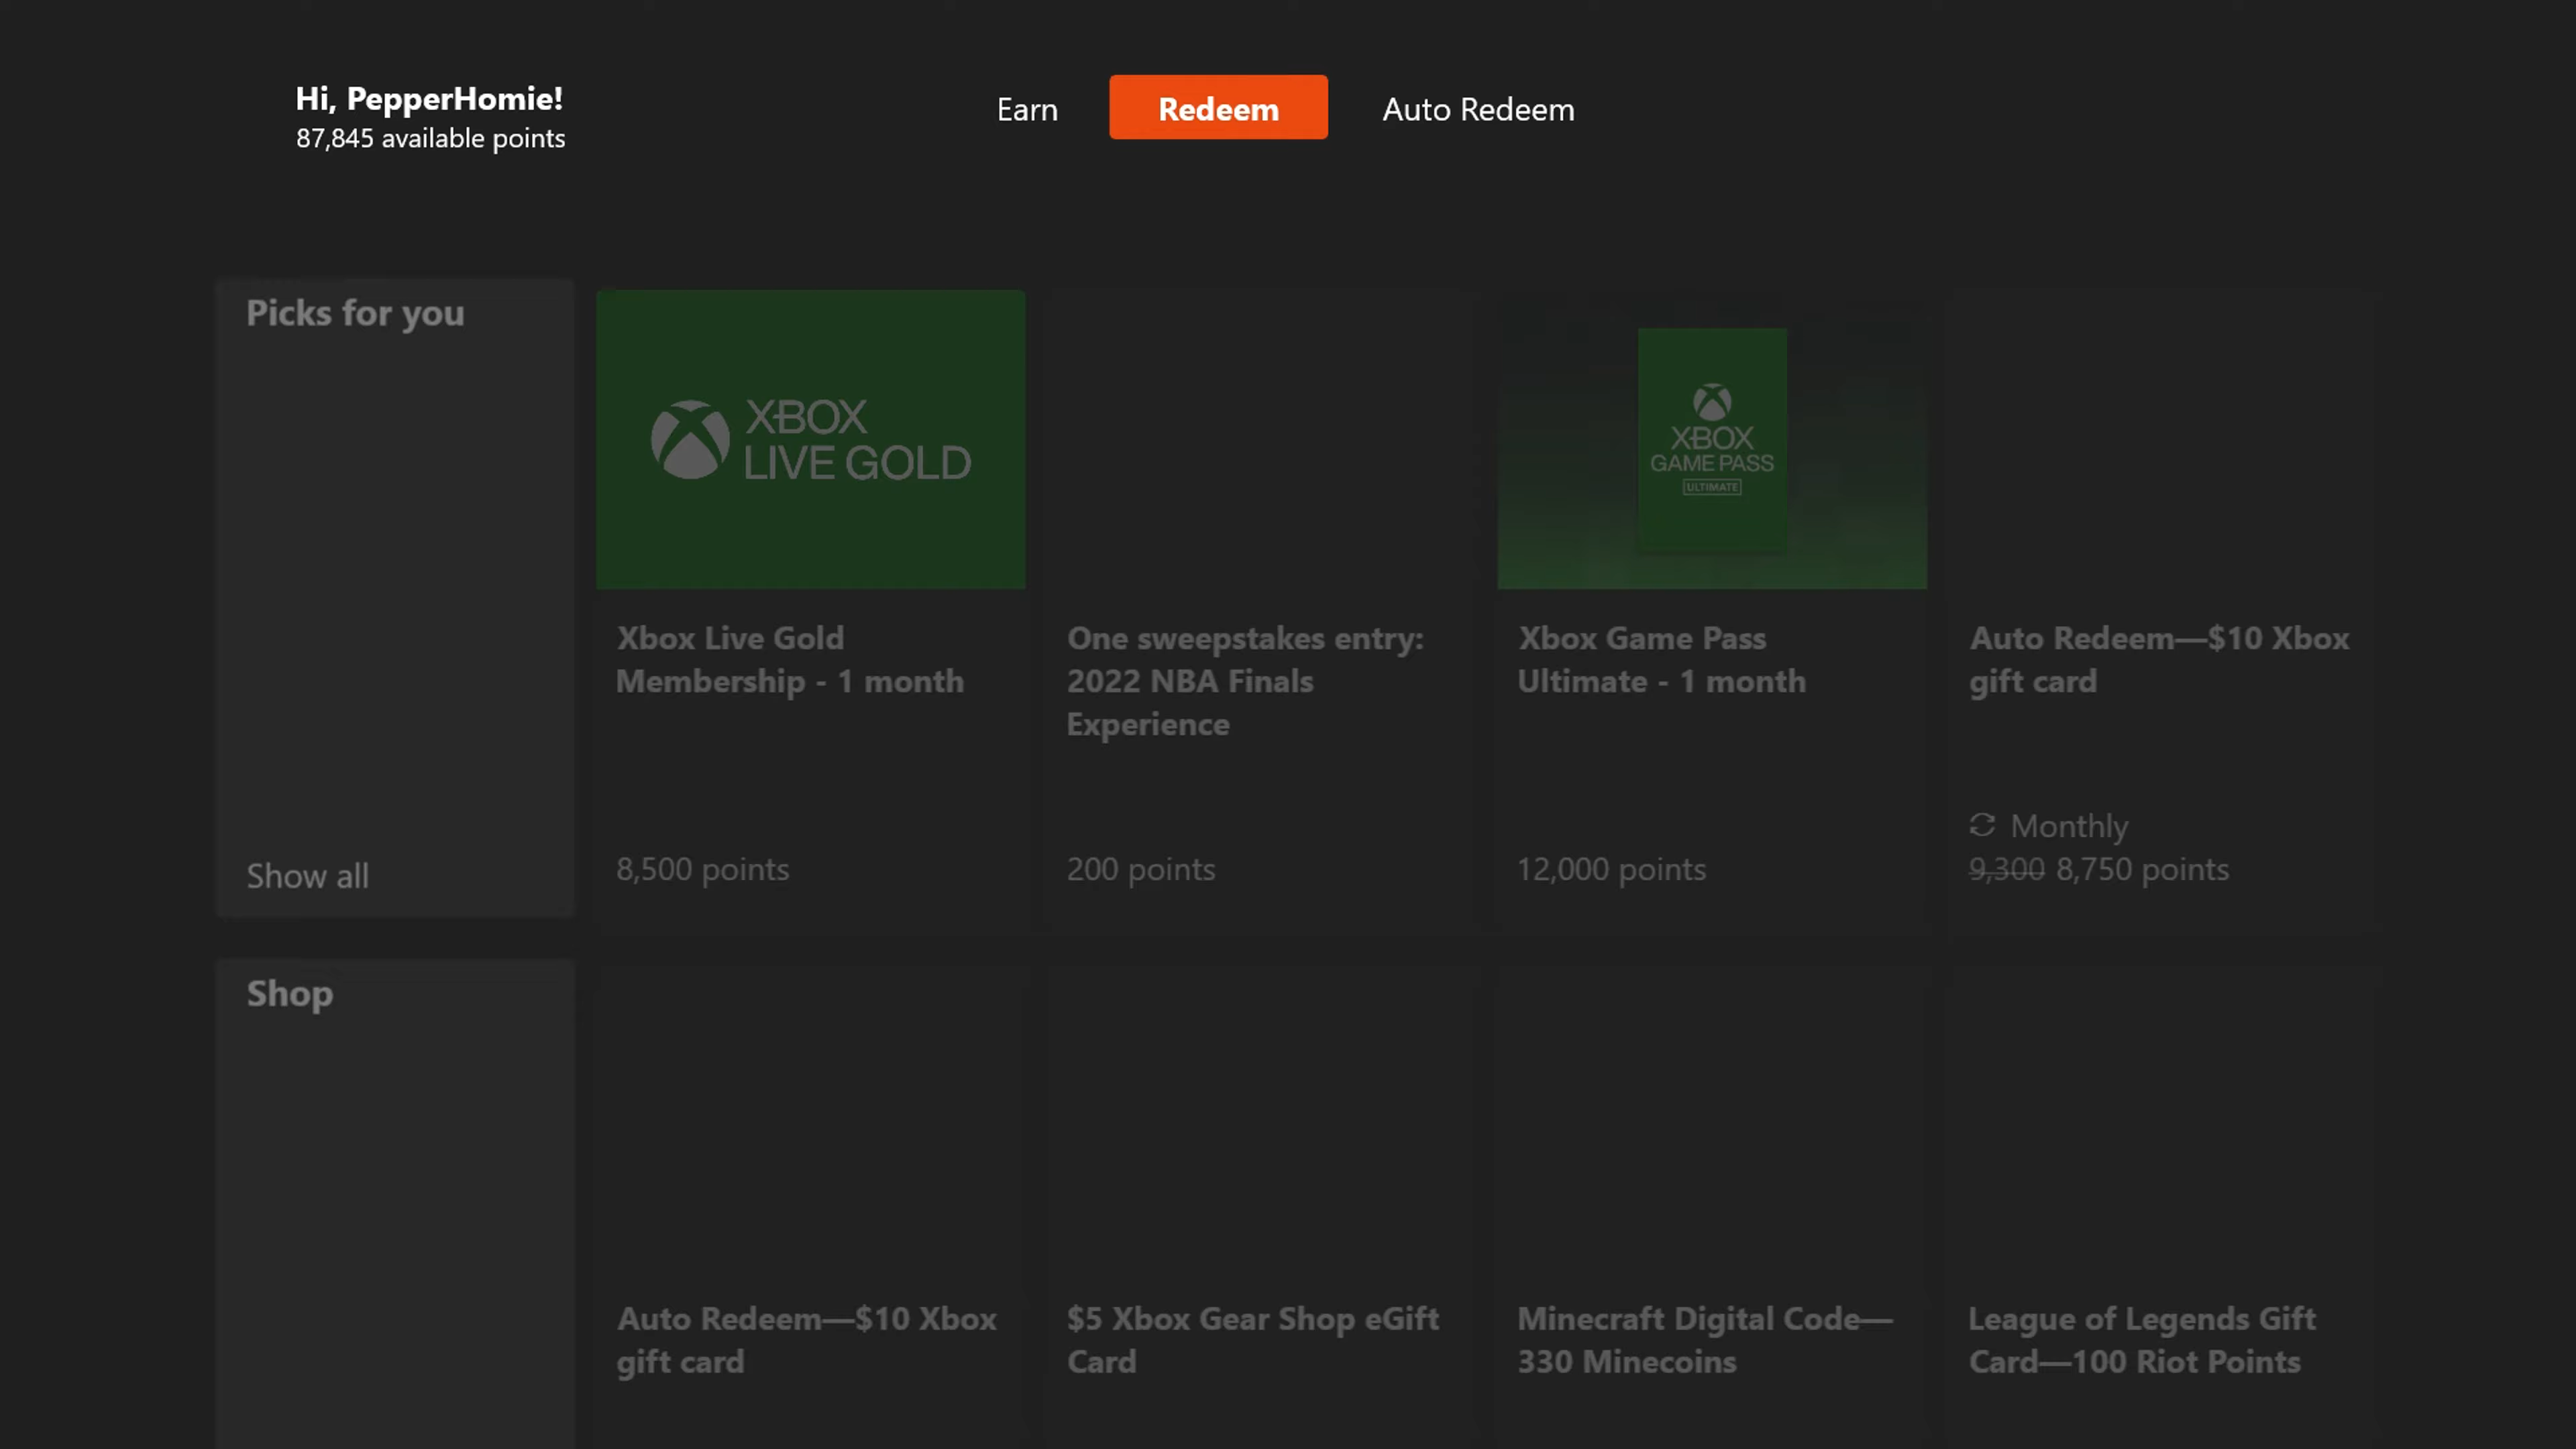 Hi, PepperHomie!
87,845 available points
Earn
Redeem
Auto Redeem
Picks for you
Show all
XBOX
LIVE GOLD
Xbox Live Gold
Membership - 1 month
8,500 points
One sweepstakes entry:
2022 NBA Finals
Experience
200 points
XBOX
GAME PASS
ULTIMATE
Xbox Game Pass
Ultimate - 1 month
12,000 points
Auto Redeem—$10 Xbox
gift card
Monthly
9,300 8,750 points
Shop
Auto Redeem—$10 Xbox
gift card
$5 Xbox Gear Shop eGift
Card
Minecraft Digital Code—
330 Minecoins
League of Legends Gift
Card—100 Riot Points